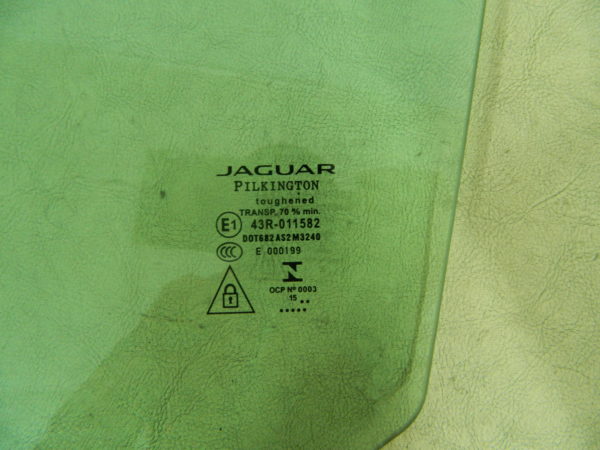 JAGUAR
PILKINGTON
toughened
TRANSP. 70 % min.
E1 43R-011582
DOT682 AS2 M3240
CCC E 000199
OCP Nº 0003
15